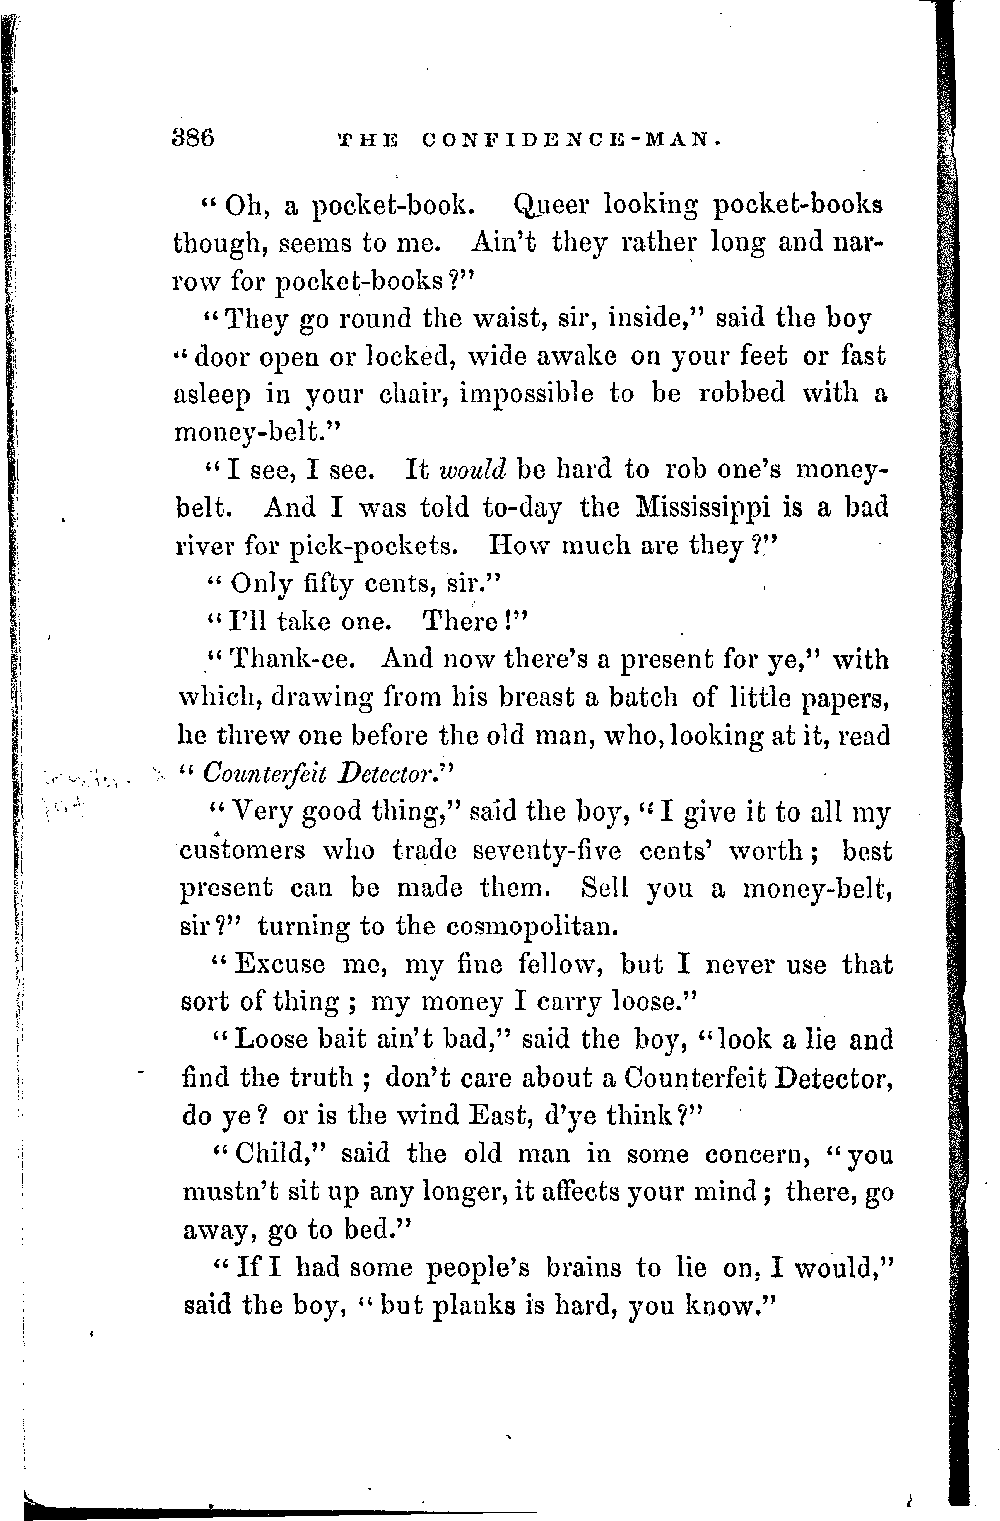 386 THE CONFIDENCE-MAN.
“Oh, a pocket-book. Queer looking pocket-books
though, seems to me. Ain’t they rather long and nar-
row for pocket-books?”
“They go round the waist, sir, inside,” said the boy
“door open or locked, wide awake on your feet or fast
asleep in your chair, impossible to be robbed with a
money-belt.”
“I see, I see. It would be hard to rob one’s money-
belt. And I was told to-day the Mississippi is a bad
river for pick-pockets. How much are they?”
“Only fifty cents, sir.”
“I’ll take one. There!”
“Thank-ee. And now there’s a present for ye,” with
which, drawing from his breast a batch of little papers,
he threw one before the old man, who, looking at it, read
“Counterfeit Detector.”
“Very good thing,” said the boy, “I give it to all my
customers who trade seventy-five cents’ worth; best
present can be made them. Sell you a money-belt,
sir?” turning to the cosmopolitan.
“Excuse me, my fine fellow, but I never use that
sort of thing; my money I carry loose.”
“Loose bait ain’t bad,” said the boy, “look a lie and
find the truth; don’t care about a Counterfeit Detector,
do ye? or is the wind East, d’ye think?”
“Child,” said the old man in some concern, “you
mustn’t sit up any longer, it affects your mind; there, go
away, go to bed.”
“If I had some people’s brains to lie on, I would,”
said the boy, “but planks is hard, you know.”